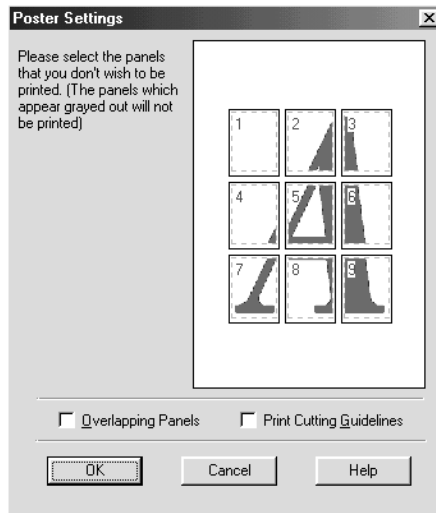 Poster Settings
Please select the panels
that you don't wish to be
printed. (The panels which
appear grayed out will not
be printed)
1 2 3
4 5 6
7 8 9
Overlapping Panels Print Cutting Guidelines
OK Cancel Help